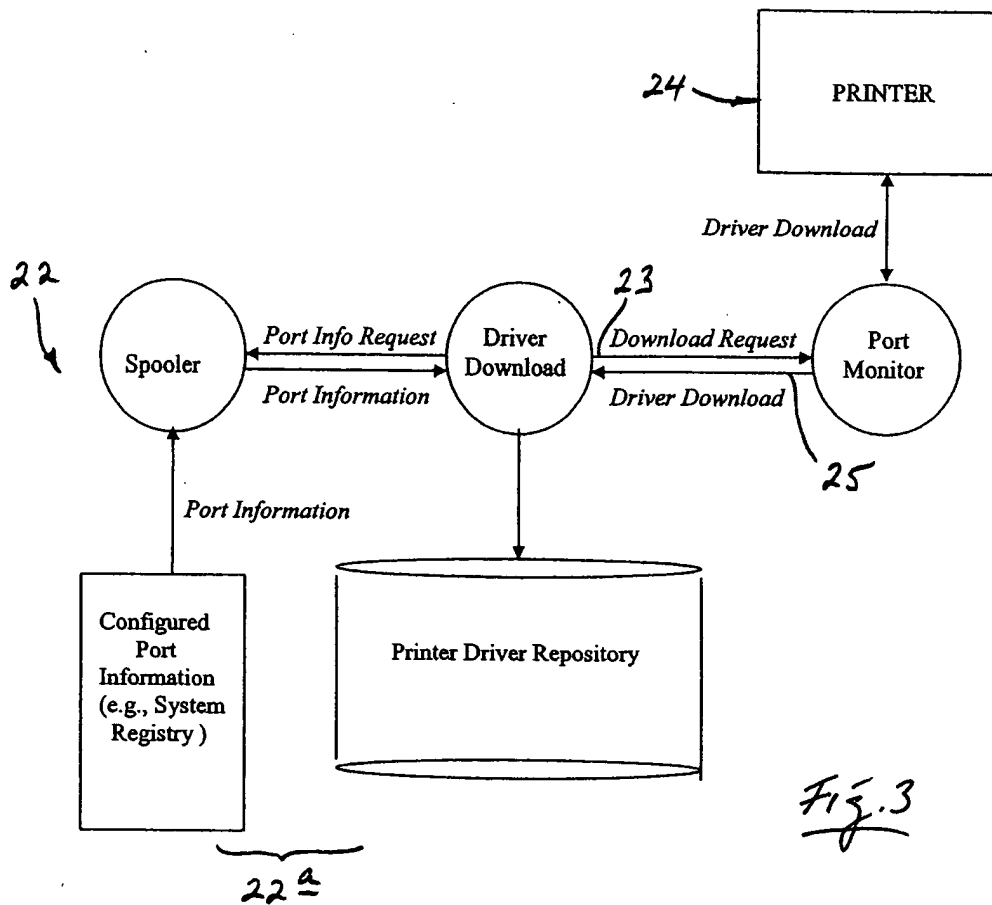 24
PRINTER
Driver Download
22
23
Spooler
Port Info Request
Port Information
Driver
Download
Download Request
Driver Download
Port
Monitor
25
Port Information
Configured
Port
Information
(e.g., System
Registry )
Printer Driver Repository
Fig. 3
22 a